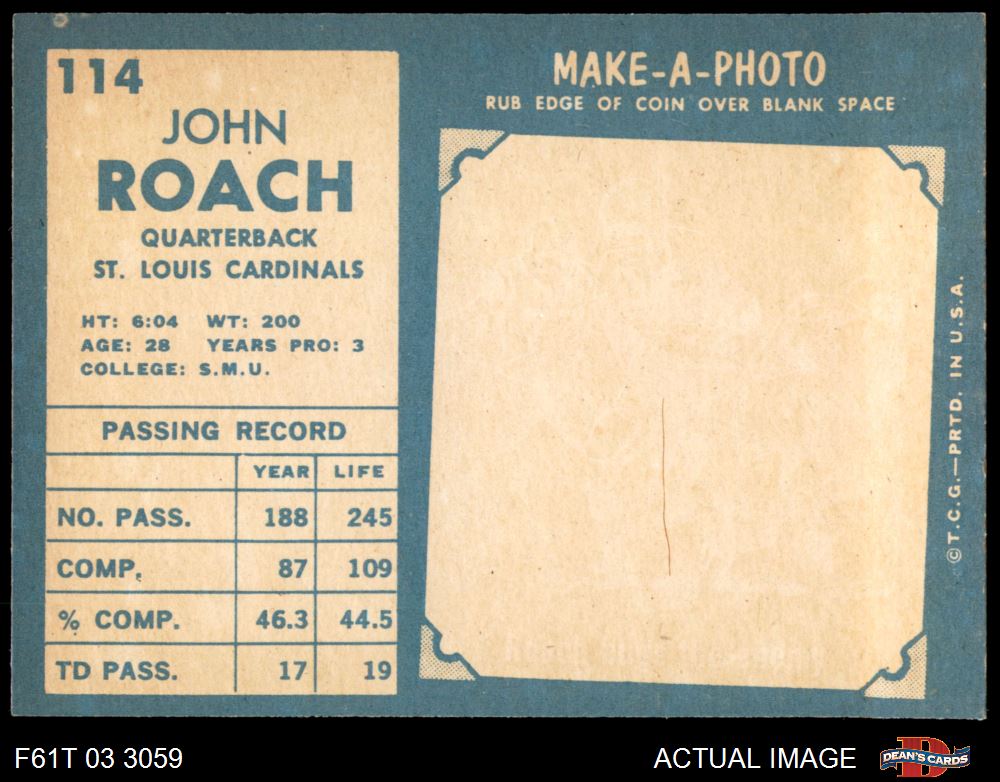 114
JOHN
ROACH
QUARTERBACK
ST. LOUIS CARDINALS
HT: 6:04 WT: 200
AGE: 28 YEARS PRO: 3
COLLEGE: S.M.U.
PASSING RECORD
YEAR LIFE
NO. PASS. 188 245
COMP. 87 109
% COMP. 46.3 44.5
TD PASS. 17 19
MAKE-A-PHOTO
RUB EDGE OF COIN OVER BLANK SPACE
©T.C.G.—PRTD. IN U.S.A.
F61T 03 3059
ACTUAL IMAGE
DEAN'S CARDS